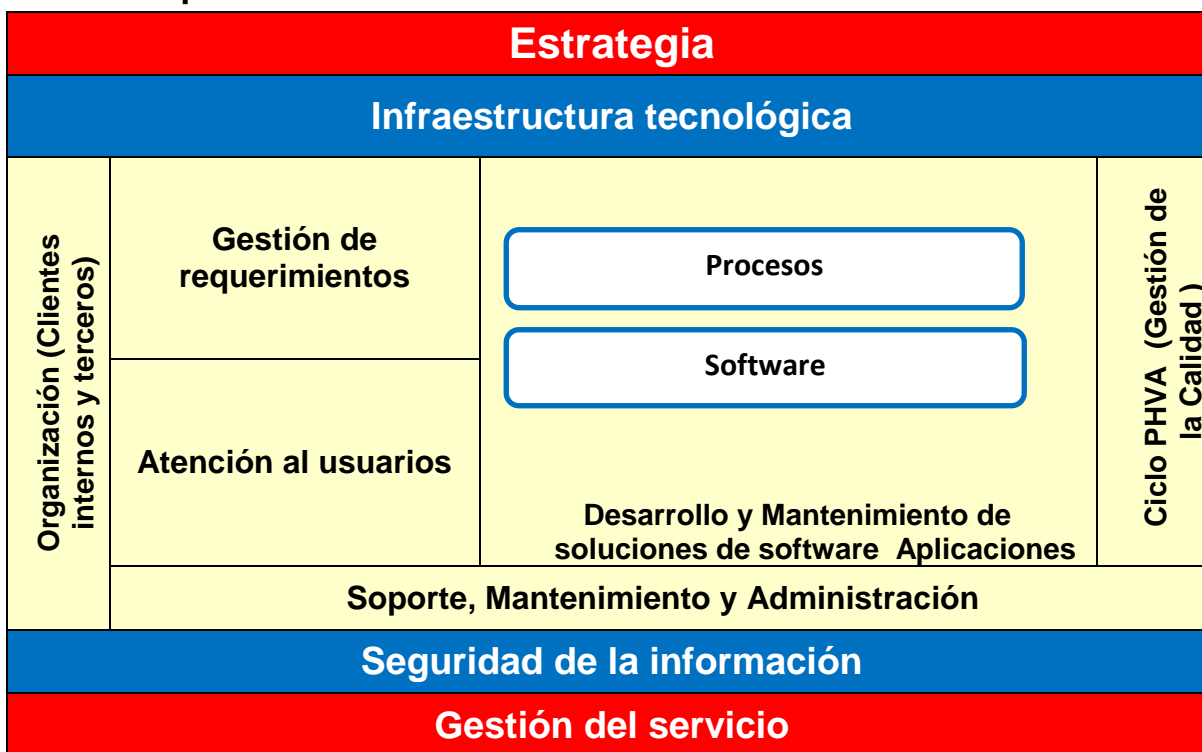 Estrategia
Infraestructura tecnológica
Organización (Clientes
internos y terceros)
Gestión de
requerimientos
Atención al usuarios
Procesos
Software
Desarrollo y Mantenimiento de
soluciones de software Aplicaciones
Ciclo PHVA (Gestión de
la Calidad )
Soporte, Mantenimiento y Administración
Seguridad de la información
Gestión del servicio